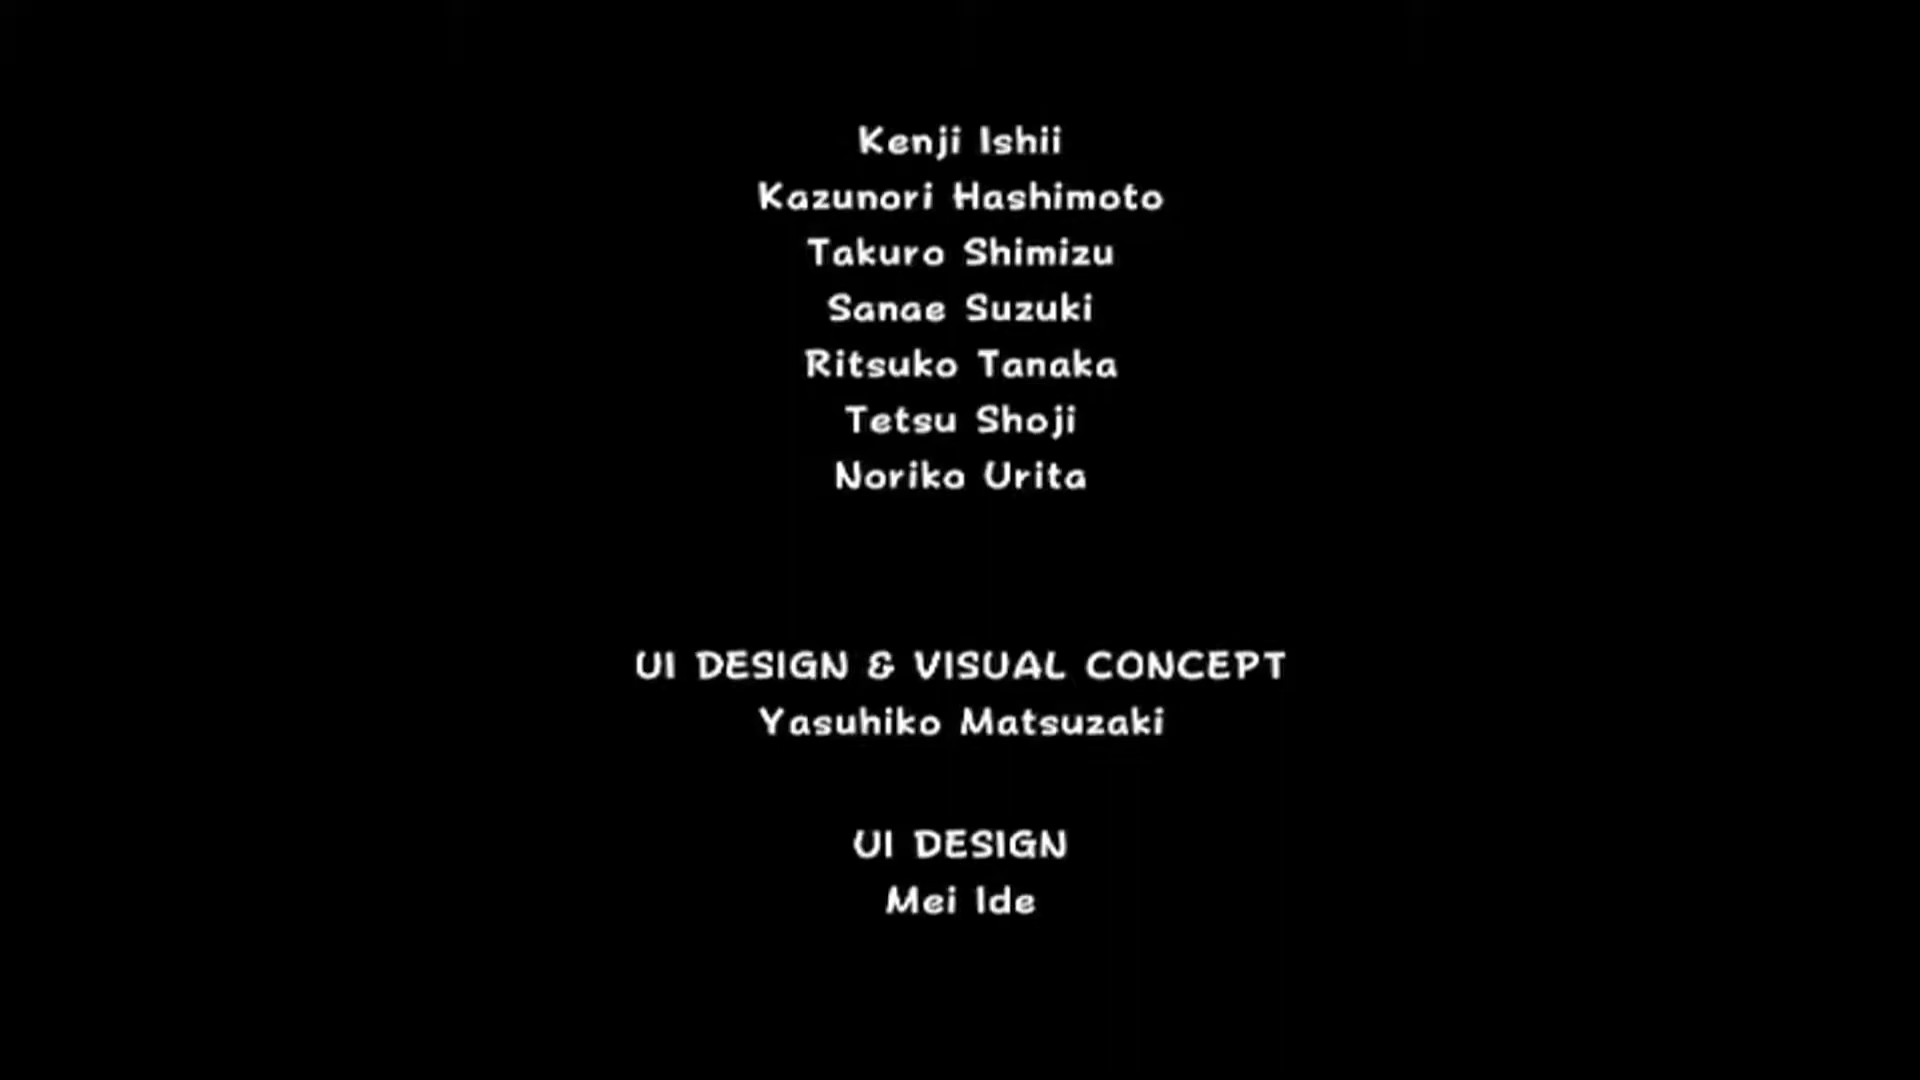 Kenji Ishii
Kazunori Hashimoto
Takuro Shimizu
Sanae Suzuki
Ritsuko Tanaka
Tetsu Shoji
Noriko Urita
UI DESIGN & VISUAL CONCEPT
Yasuhiko Matsuzaki
UI DESIGN
Mei Ide